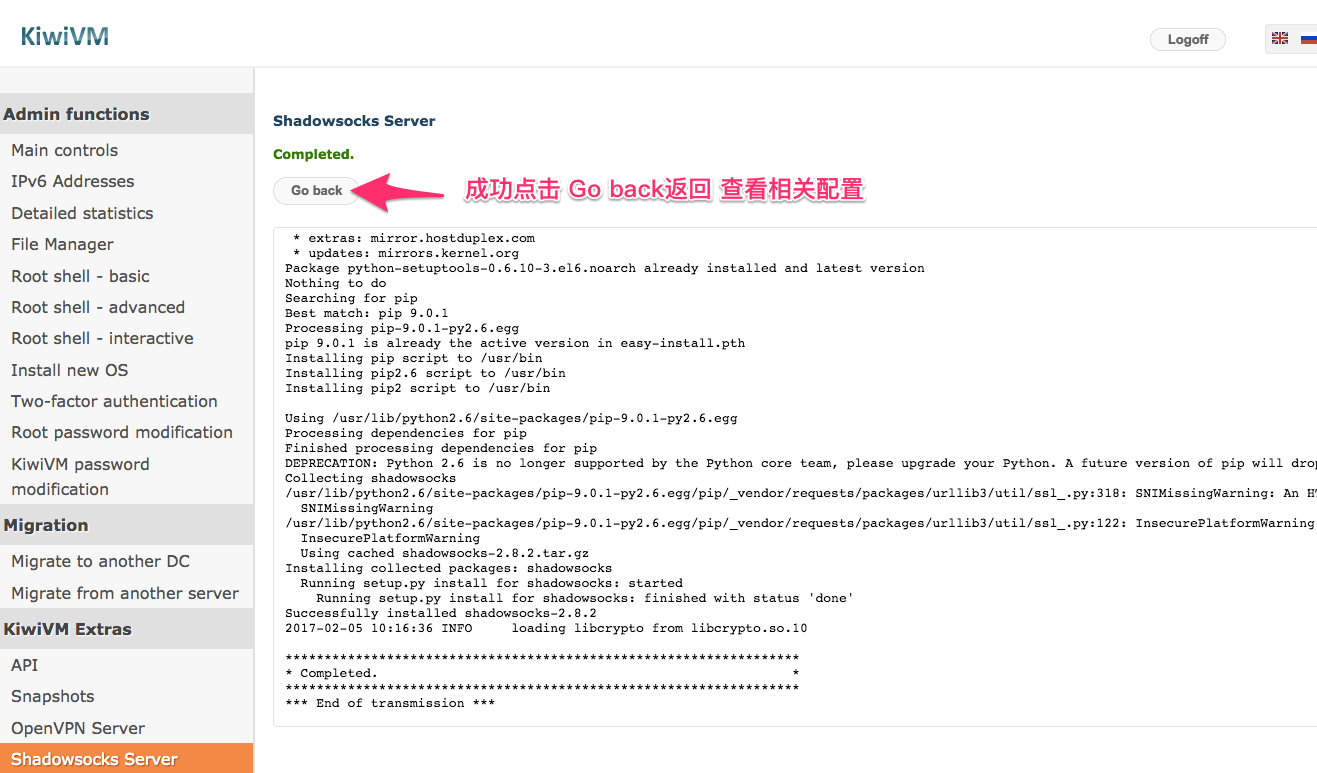 KiwiVM
Logoff
Admin functions
Main controls
IPv6 Addresses
Detailed statistics
File Manager
Root shell - basic
Root shell - advanced
Root shell - interactive
Install new OS
Two-factor authentication
Root password modification
KiwiVM password
modification
Migration
Migrate to another DC
Migrate from another server
KiwiVM Extras
API
Snapshots
OpenVPN Server
Shadowsocks Server
Shadowsocks Server
Completed.
Go back
成功点击 Go back返回 查看相关配置
* extras: mirror.hostduplex.com
* updates: mirrors.kernel.org
Package python-setuptools-0.6.10-3.el6.noarch already installed and latest version
Nothing to do
Searching for pip
Best match: pip 9.0.1
Processing pip-9.0.1-py2.6.egg
pip 9.0.1 is already the active version in easy-install.pth
Installing pip script to /usr/bin
Installing pip2.6 script to /usr/bin
Installing pip2 script to /usr/bin
Using /usr/lib/python2.6/site-packages/pip-9.0.1-py2.6.egg
Processing dependencies for pip
Finished processing dependencies for pip
DEPRECATION: Python 2.6 is no longer supported by the Python core team, please upgrade your Python. A future version of pip will dro
Collecting shadowsocks
/usr/lib/python2.6/site-packages/pip-9.0.1-py2.6.egg/pip/_vendor/requests/packages/urllib3/util/ssl_.py:318: SNIMissingWarning: An H
SNIMissingWarning
/usr/lib/python2.6/site-packages/pip-9.0.1-py2.6.egg/pip/_vendor/requests/packages/urllib3/util/ssl_.py:122: InsecurePlatformWarning
InsecurePlatformWarning
Using cached shadowsocks-2.8.2.tar.gz
Installing collected packages: shadowsocks
Running setup.py install for shadowsocks: started
Running setup.py install for shadowsocks: finished with status 'done'
Successfully installed shadowsocks-2.8.2
2017-02-05 10:16:36 INFO     loading libcrypto from libcrypto.so.10
******************************************************************
* Completed.                                                     *
******************************************************************
*** End of transmission ***